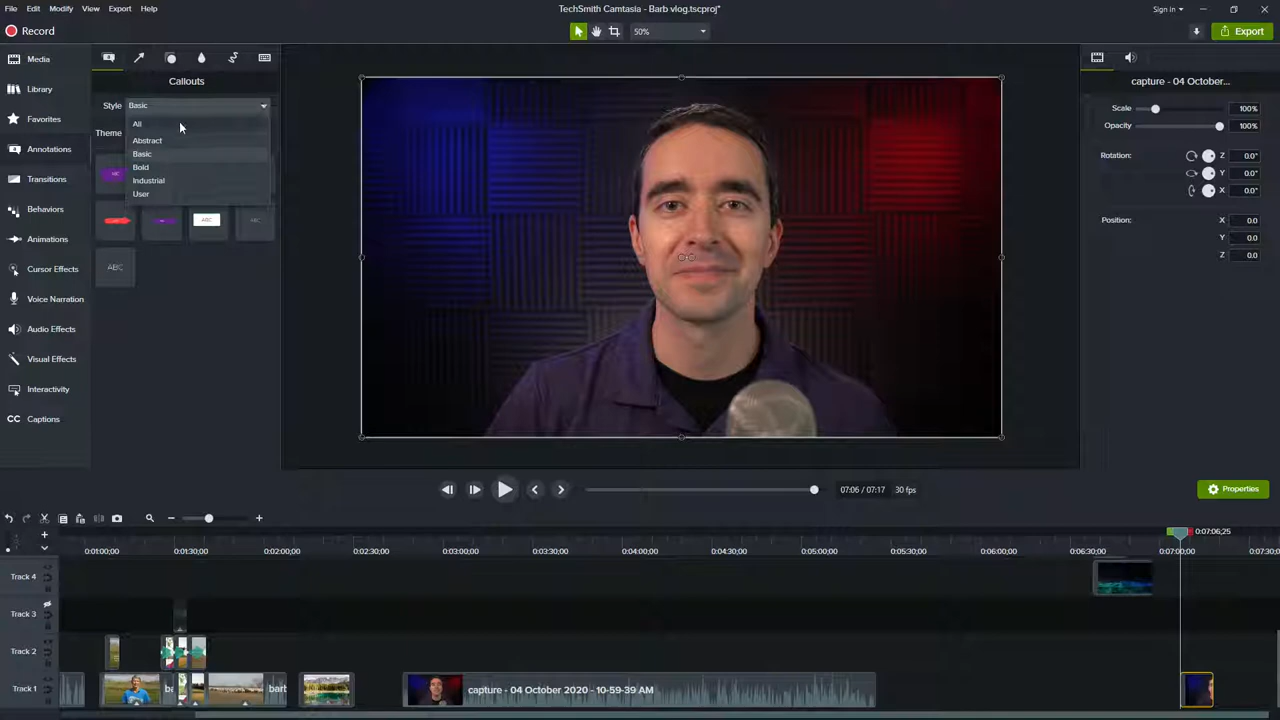 File Edit Modify View Export Help
TechSmith Camtasia - Barb vlog.tscproj*
Sign in
Record
50%
Export
Media
Library
Favorites
Annotations
Transitions
Behaviors
Animations
Cursor Effects
Voice Narration
Audio Effects
Visual Effects
Interactivity
CC Captions
Callouts
Style Basic
Theme
All
Abstract
Basic
Bold
Industrial
User
ABC
ABC
ABC
ABC
capture - 04 October...
Scale 100%
Opacity 100%
Rotation: Z 0.0°
Y 0.0°
X 0.0°
Position: X 0.0
Y 0.0
Z 0.0
07:06 / 07:17 30 fps
Properties
0:07:06;25
0:01:00;00 0:01:30;00 0:02:00;00 0:02:30;00 0:03:00;00 0:03:30;00 0:04:00;00 0:04:30;00 0:05:00;00 0:05:30;00 0:06:00;00 0:06:30;00 0:07:00;00 0:07:30;0
Track 4
Track 3
Track 2
Track 1
ba
bart
capture - 04 October 2020 - 10-59-39 AM